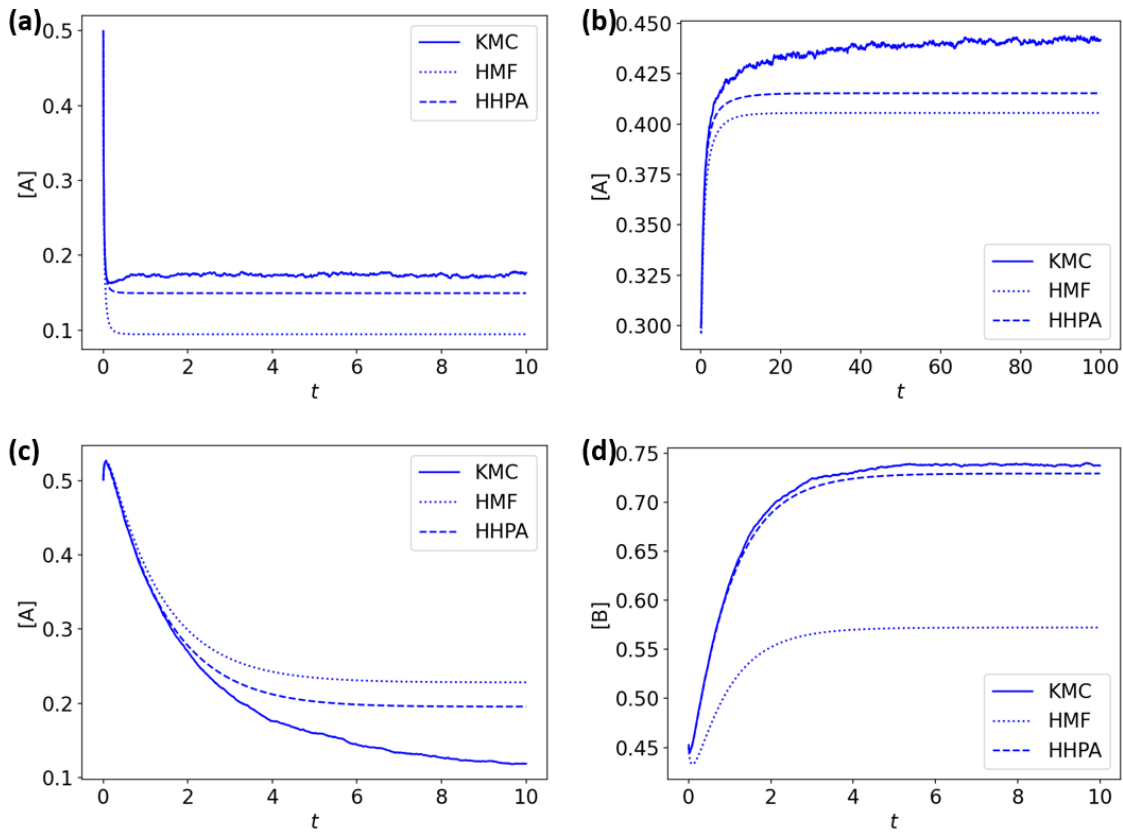 (a)
[A]
0.5
0.4
0.3
0.2
0.1
0 2 4 6 8 10
t
KMC
HMF
HHPA
(b)
[A]
0.450
0.425
0.400
0.375
0.350
0.325
0.300
0 20 40 60 80 100
t
KMC
HMF
HHPA
(c)
[A]
0.5
0.4
0.3
0.2
0.1
0 2 4 6 8 10
t
KMC
HMF
HHPA
(d)
[B]
0.75
0.70
0.65
0.60
0.55
0.50
0.45
0 2 4 6 8 10
t
KMC
HMF
HHPA